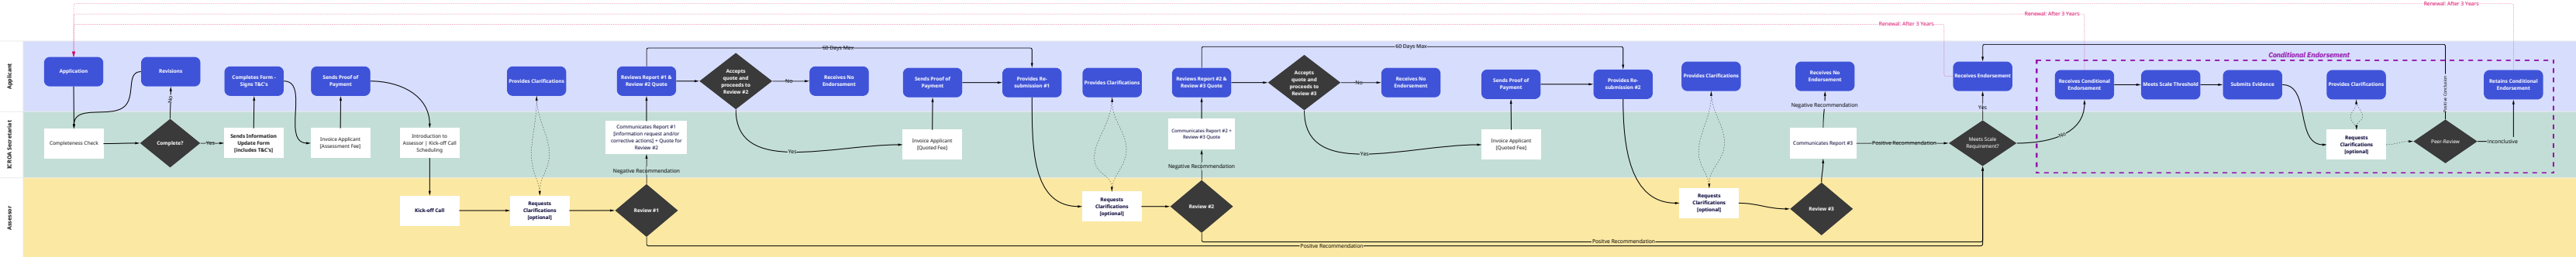 Renewal: After 3 Years
Renewal: After 3 Years
Renewal: After 3 Years
Applicant
Application
Revisions
Completes Form -
Signs T&C's
Sends Proof of
Payment
Provides Clarifications
Reviews Report #1 &
Review #2 Quote
60 Days Max
Accepts
quote and
proceeds to
Review #2
No
Receives No
Endorsement
Sends Proof of
Payment
Provides Re-
submission #1
Provides Clarifications
Reviews Report #2 &
Review #3 Quote
60 Days Max
Accepts
quote and
proceeds to
Review #3
No
Receives No
Endorsement
Sends Proof of
Payment
Provides Re-
submission #2
Provides Clarifications
Receives No
Endorsement
Negative Recommendation
Receives Endorsement
Yes
Conditional Endorsement
Receives Conditional
Endorsement
Meets Scale Threshold
Submits Evidence
Provides Clarifications
Positive Conclusion
Retains Conditional
Endorsement
ICROA Secretariat
Completeness Check
Complete?
No
Yes
Sends Information
Update Form
[includes T&C's]
Invoice Applicant
[Assessment Fee]
Introduction to
Assessor | Kick-off Call
Scheduling
Communicates Report #1
[information request and/or
corrective actions] + Quote for
Review #2
Negative Recommendation
Yes
Invoice Applicant
[Quoted Fee]
Communicates Report #2 +
Review #3 Quote
Negative Recommendation
Yes
Invoice Applicant
[Quoted Fee]
Communicates Report #3
Positive Recommendation
Meets Scale
Requirement?
No
Requests
Clarifications
[optional]
Peer-Review
Inconclusive
Assessor
Kick-off Call
Requests
Clarifications
[optional]
Review #1
Requests
Clarifications
[optional]
Review #2
Requests
Clarifications
[optional]
Review #3
Positve Recommendation
Positve Recommendation